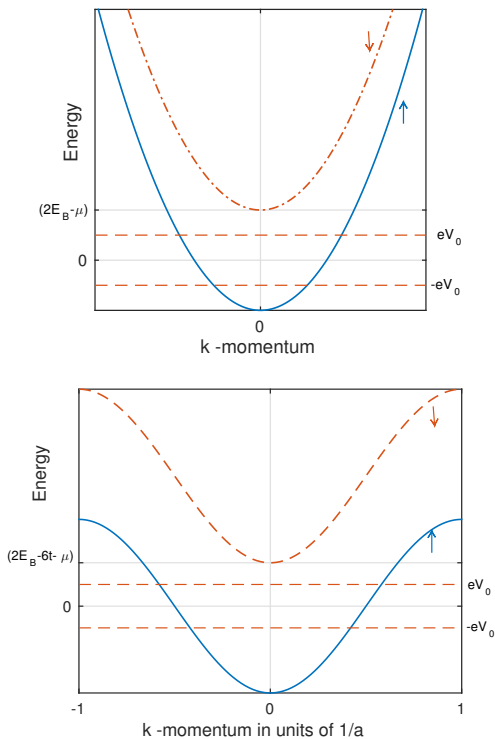 Energy
(2E_B-μ)
0
eV_0
-eV_0
↓
↑
0
k -momentum
Energy
(2E_B-6t- μ)
0
eV_0
-eV_0
↓
↑
-1 0 1
k -momentum in units of 1/a